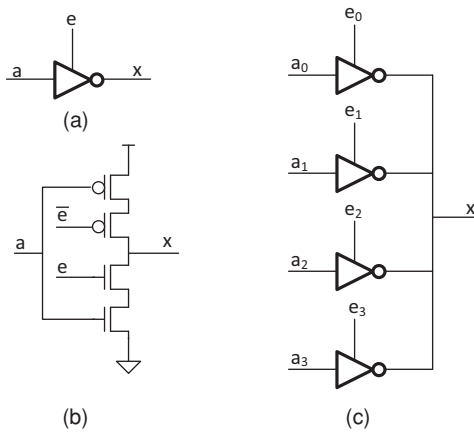 e
a x
(a)
e̅
a x
e
(b)
e₀
a₀
e₁
a₁
x
e₂
a₂
e₃
a₃
(c)